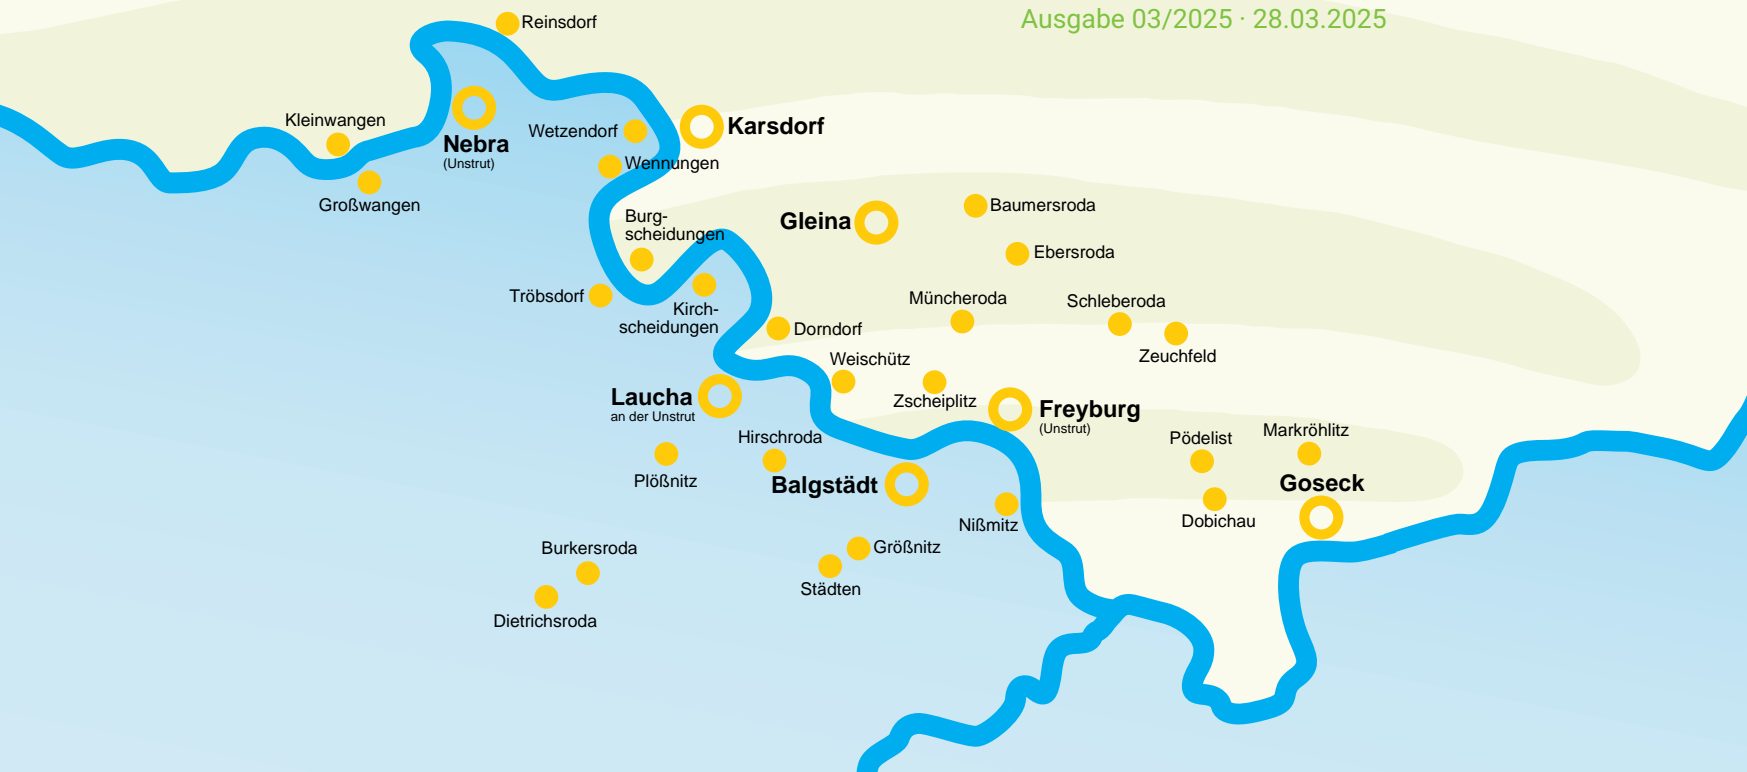 Ausgabe 03/2025 · 28.03.2025
Reinsdorf
Kleinwangen
Nebra
(Unstrut)
Wetzendorf
Karsdorf
Wennungen
Großwangen
Burg-
scheidungen
Gleina
Baumersroda
Ebersroda
Tröbsdorf
Kirch-
scheidungen
Müncheroda
Schleberoda
Dorndorf
Zeuchfeld
Weischütz
Laucha
an der Unstrut
Zscheiplitz
Freyburg
(Unstrut)
Hirschroda
Pödelist
Markröhlitz
Plößnitz
Balgstädt
Goseck
Nißmitz
Dobichau
Burkersroda
Größnitz
Städten
Dietrichsroda